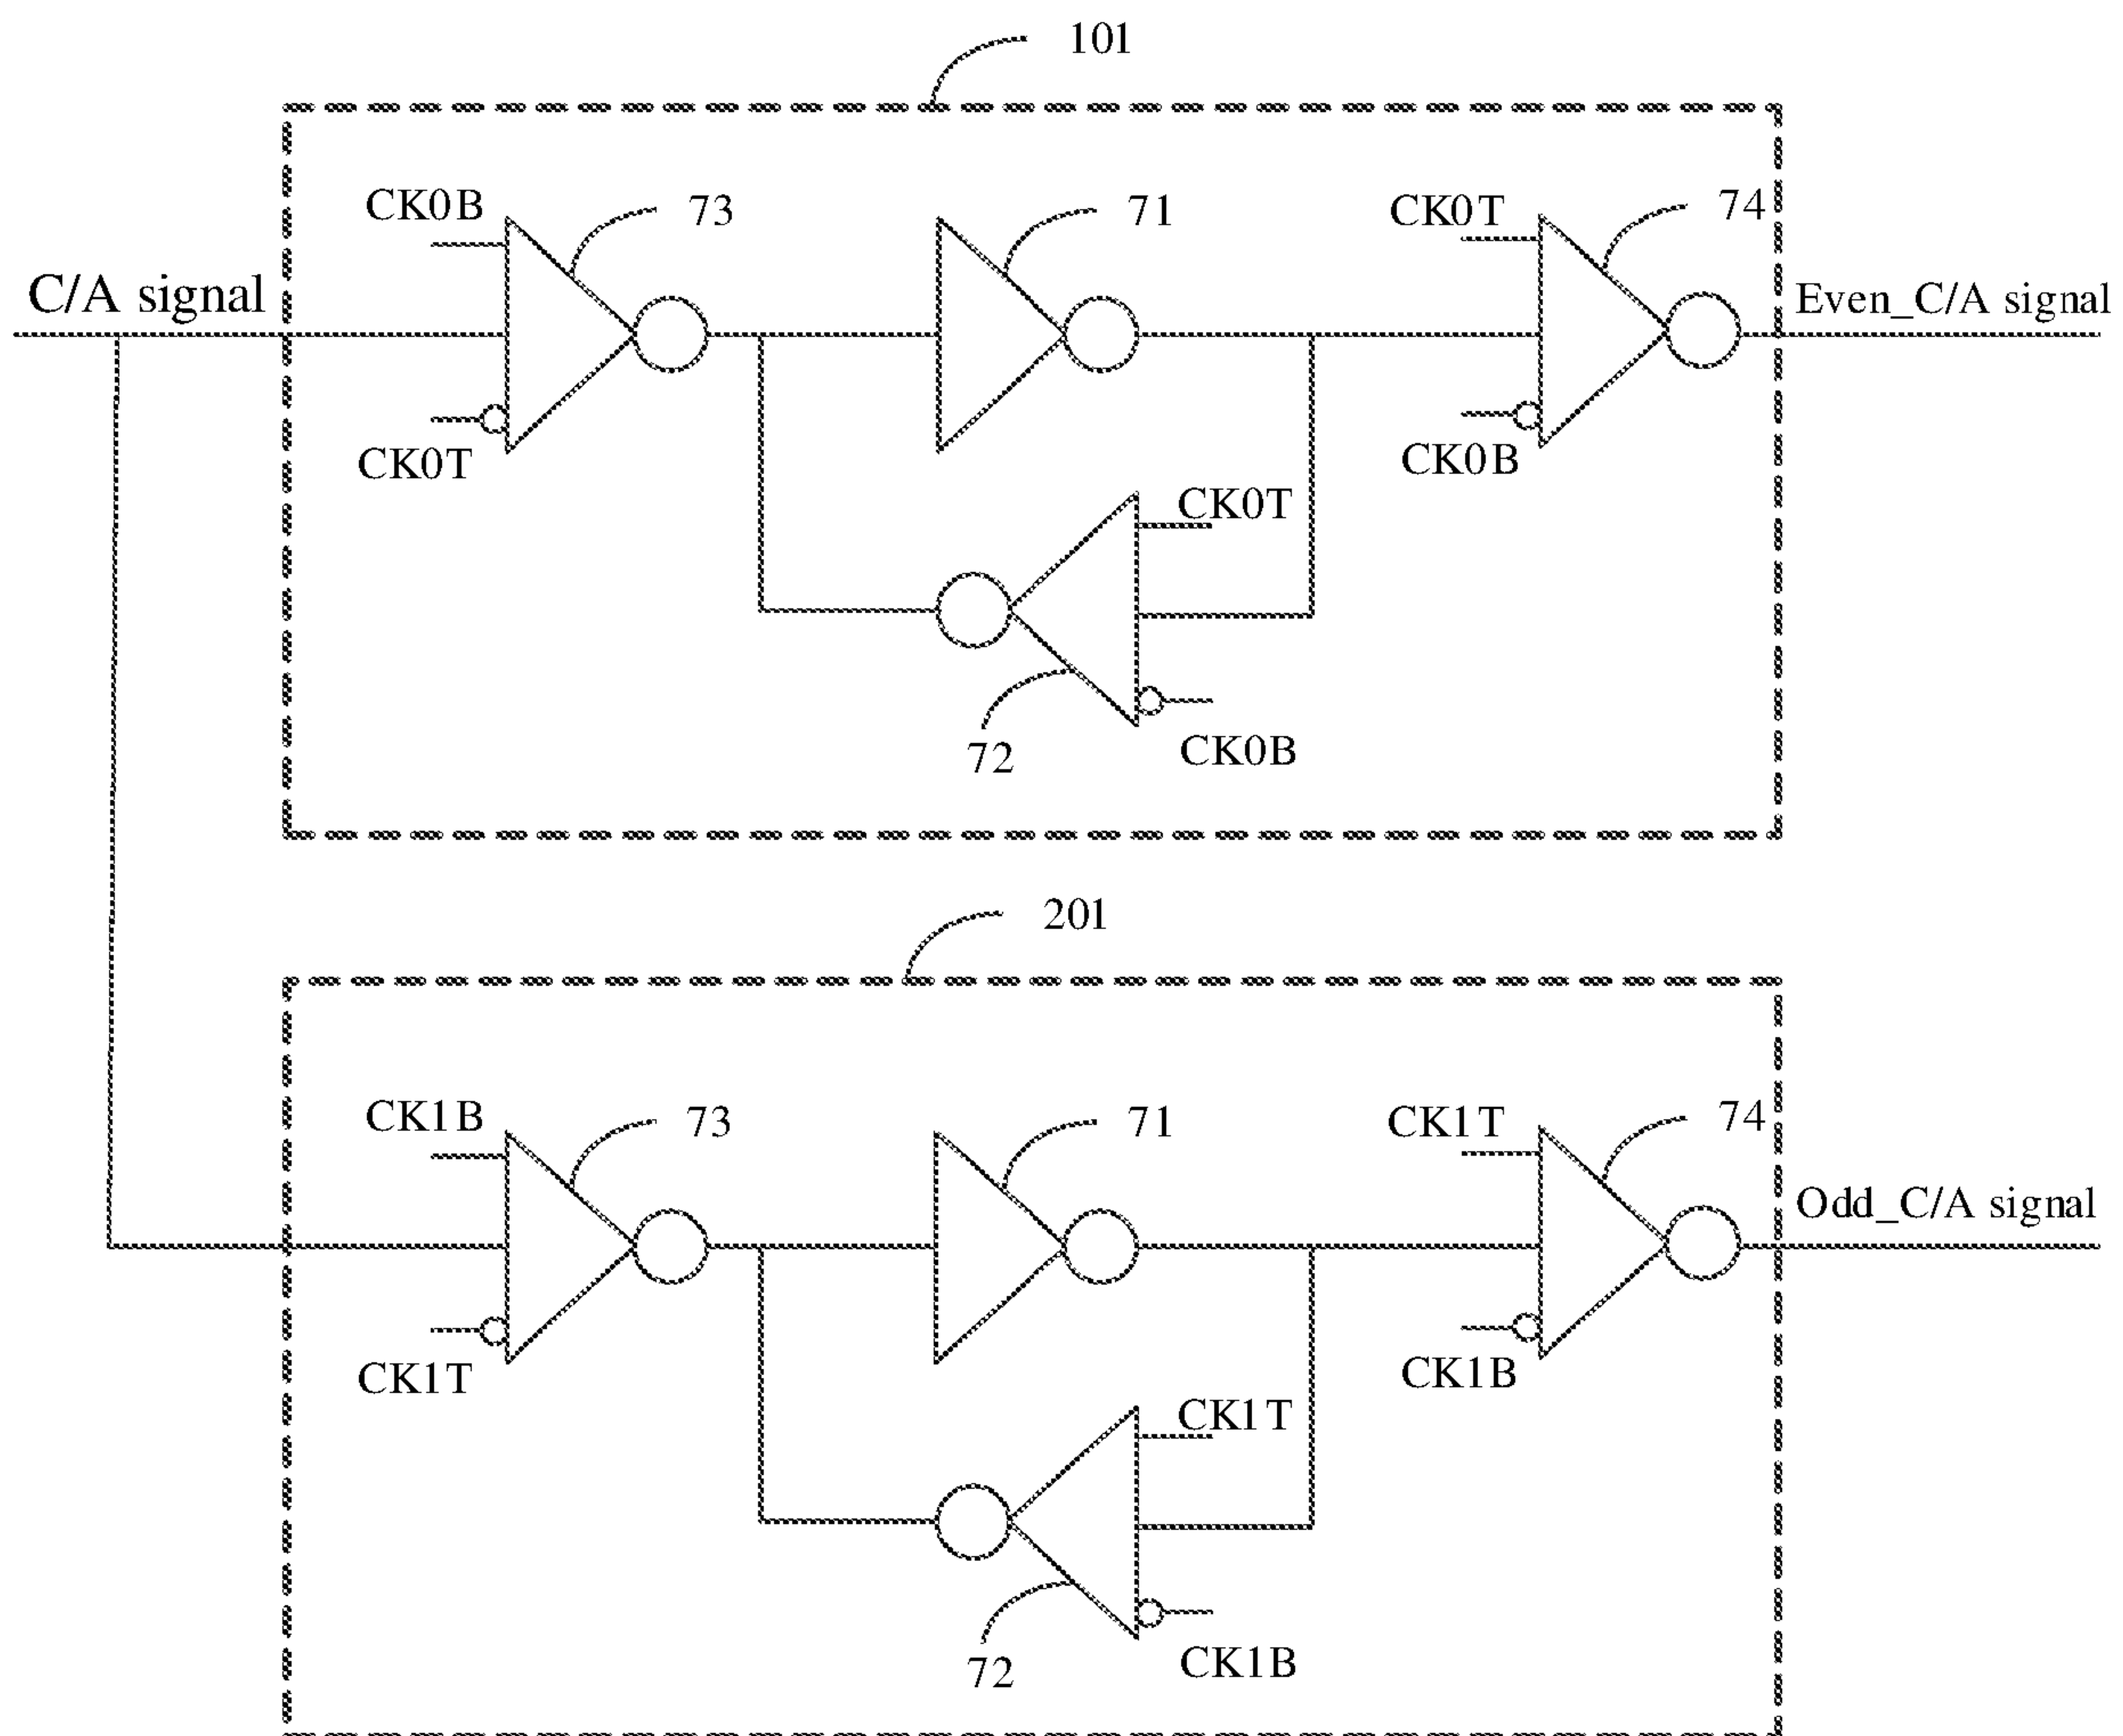 101
CK0B
73
71
CK0T
74
C/A signal
Even_C/A signal
CK0T
CK0B
CK0T
72
CK0B
201
CK1B
73
71
CK1T
74
Odd_C/A signal
CK1T
CK1B
CK1T
72
CK1B